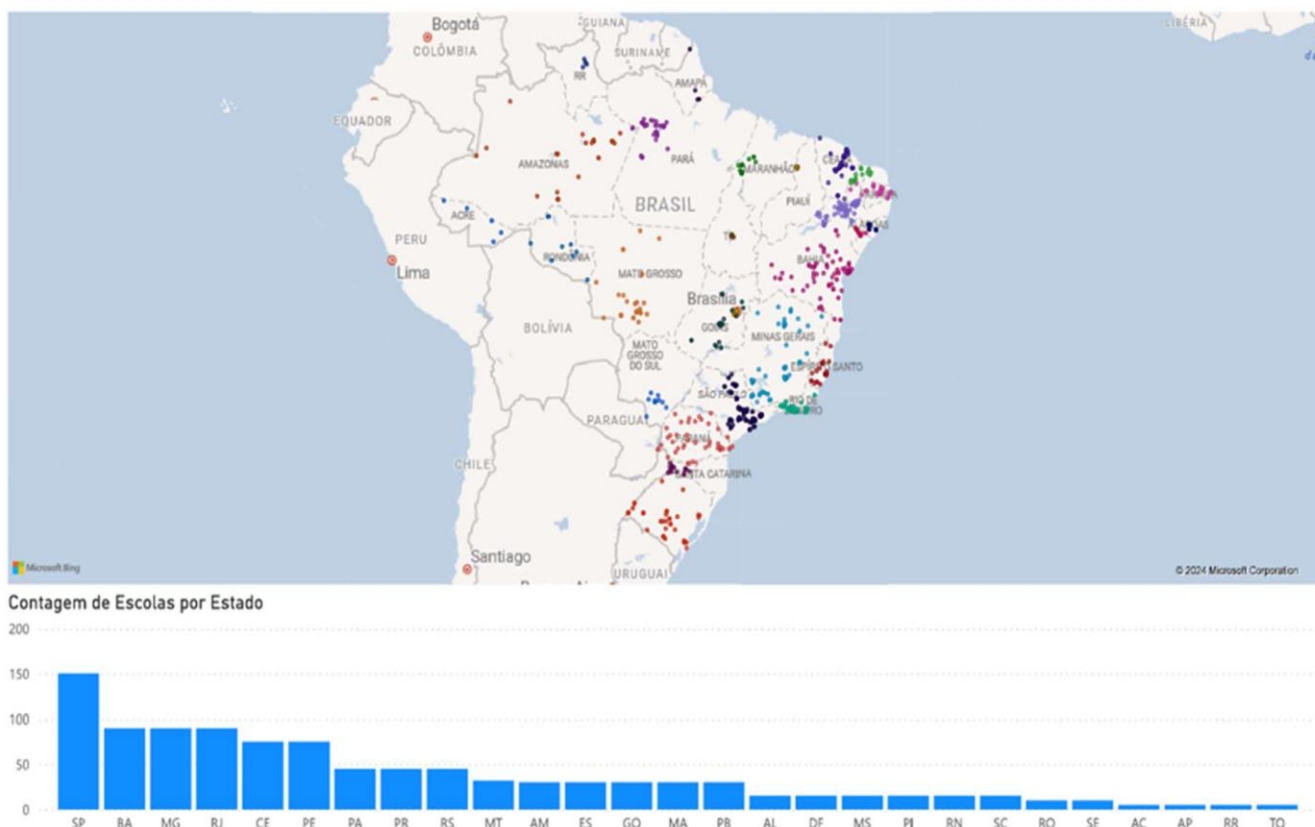 Bogotá
COLÔMBIA
GUIANA
SURINAME
LIBÉRIA
RR
AMAPÁ
EQUADOR
AMAZONAS
PARÁ
MARANHÃO
CEARÁ
BRASIL
PIAUÍ
ACRE
PERU
RONDÔNIA
TO
BAHIA
Lima
MATO GROSSO
Brasília
GOIÁS
BOLÍVIA
MINAS GERAIS
MATO
GROSSO
DO SUL
ESPÍRITO SANTO
SÃO PAULO
RIO DE
JANEIRO
PARAGUAI
PARANÁ
CHILE
SANTA CATARINA
Santiago
URUGUAI
Microsoft Bing
© 2024 Microsoft Corporation
Contagem de Escolas por Estado
200
150
100
50
0
SP BA MG RJ CE PE PA PR RS MT AM ES GO MA PB AL DF MS PI RN SC RO SE AC AP RR TO